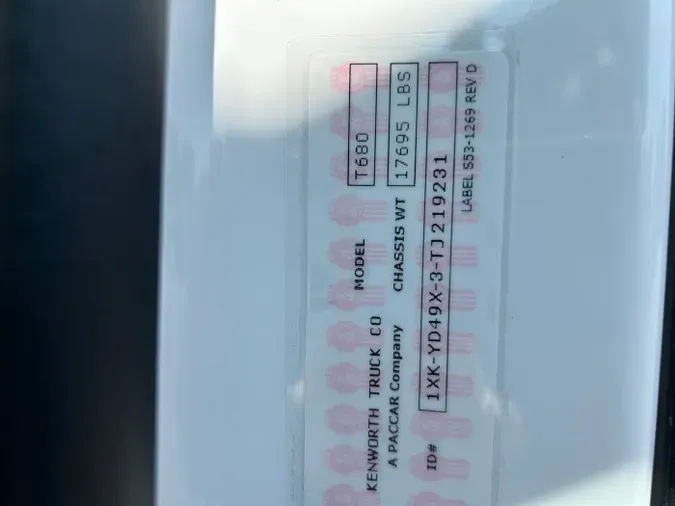 KENWORTH TRUCK CO MODEL T680
A PACCAR Company CHASSIS WT 17695 LBS
ID# 1XK-YD49X-3-TJ219231
LABEL S53-1269 REV D